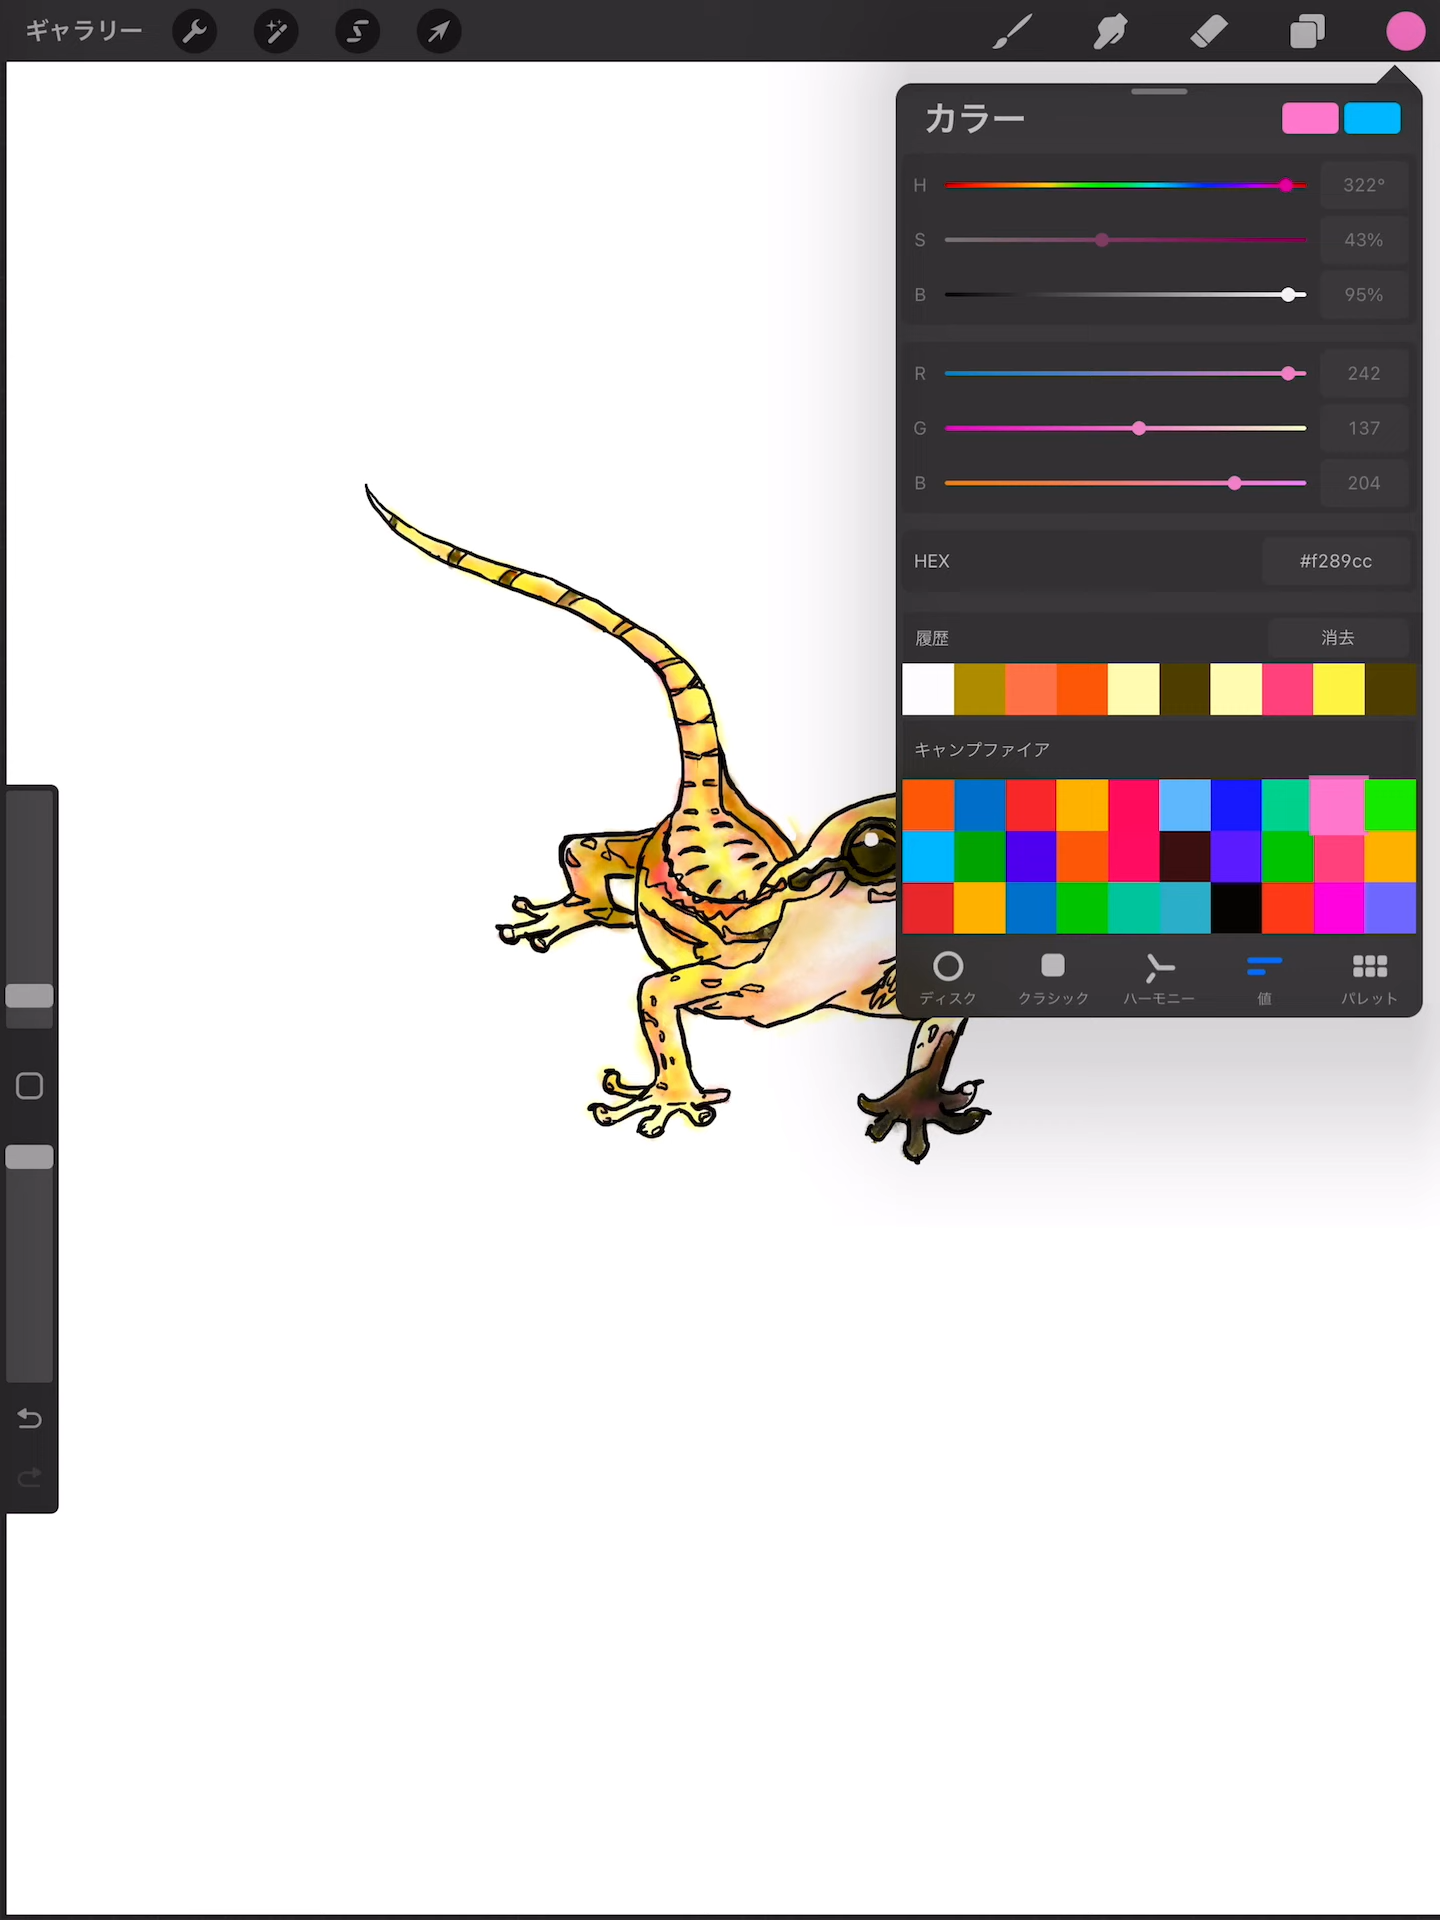 ギャラリー
カラー
H 322°
S 43%
B 95%
R 242
G 137
B 204
HEX #f289cc
履歴 消去
キャンプファイア
ディスク クラシック ハーモニー 値 パレット